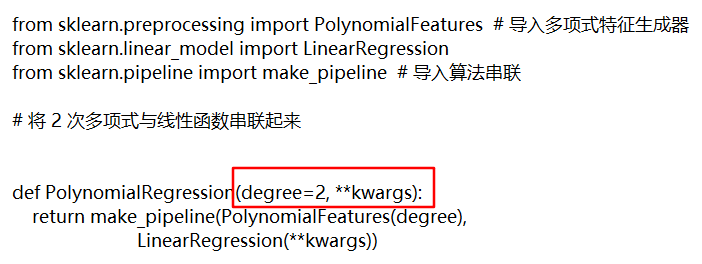 from sklearn.preprocessing import PolynomialFeatures  # 导入多项式特征生成器
from sklearn.linear_model import LinearRegression
from sklearn.pipeline import make_pipeline  # 导入算法串联
# 将 2 次多项式与线性函数串联起来
def PolynomialRegression(degree=2, **kwargs):
    return make_pipeline(PolynomialFeatures(degree),
                         LinearRegression(**kwargs))